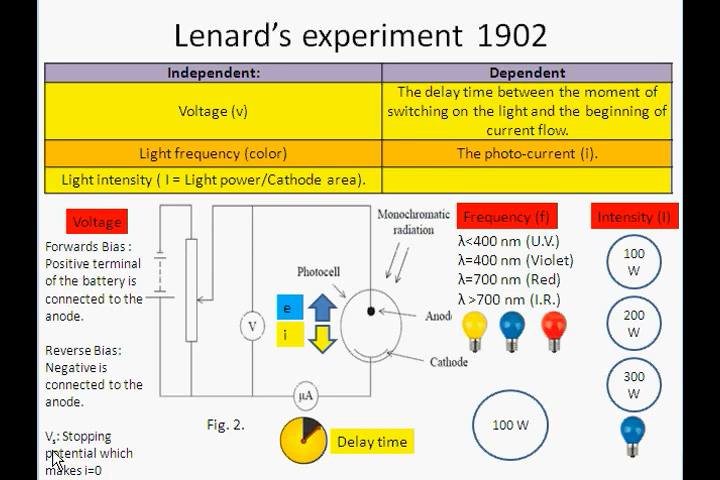 Lenard's experiment 1902
Independent:
Dependent
Voltage (v)
The delay time between the moment of
switching on the light and the beginning of
current flow.
Light frequency (color)
The photo-current (i).
Light intensity ( I = Light power/Cathode area).
Voltage
Forwards Bias :
Positive terminal
of the battery is
connected to the
anode.
Reverse Bias:
Negative is
connected to the
anode.
Vs: Stopping
potential which
makes i=0
Monochromatic
radiation
Photocell
e
i
V
Anod
Cathode
μA
Fig. 2.
Delay time
Frequency (f)
λ<400 nm (U.V.)
λ=400 nm (Violet)
λ=700 nm (Red)
λ >700 nm (I.R.)
100 W
Intensity (I)
100
W
200
W
300
W